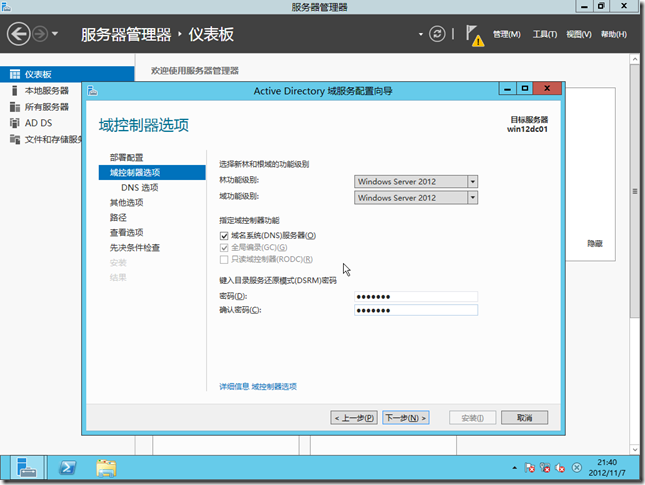 服务器管理器
服务器管理器 · 仪表板
管理(M) 工具(T) 视图(V) 帮助(H)
仪表板
本地服务器
所有服务器
AD DS
文件和存储服务
欢迎使用服务器管理器
隐藏
Active Directory 域服务配置向导
域控制器选项
目标服务器
win12dc01
部署配置
域控制器选项
DNS 选项
其他选项
路径
查看选项
先决条件检查
安装
结果
选择新林和根域的功能级别
林功能级别: Windows Server 2012
域功能级别: Windows Server 2012
指定域控制器功能
域名系统(DNS)服务器(O)
全局编录(GC)(G)
只读域控制器(RODC)(R)
键入目录服务还原模式(DSRM)密码
密码(D): •••••••
确认密码(C): •••••••
详细信息 域控制器选项
< 上一步(P) 下一步(N) > 安装(I) 取消
21:40
2012/11/7